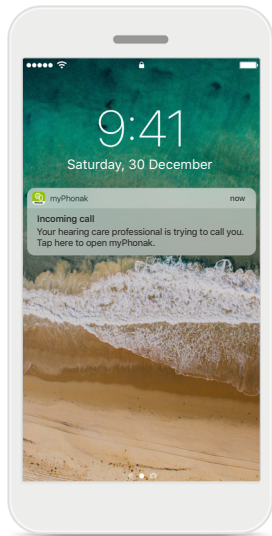 9:41
Saturday, 30 December
myPhonak now
Incoming call
Your hearing care professional is trying to call you.
Tap here to open myPhonak.